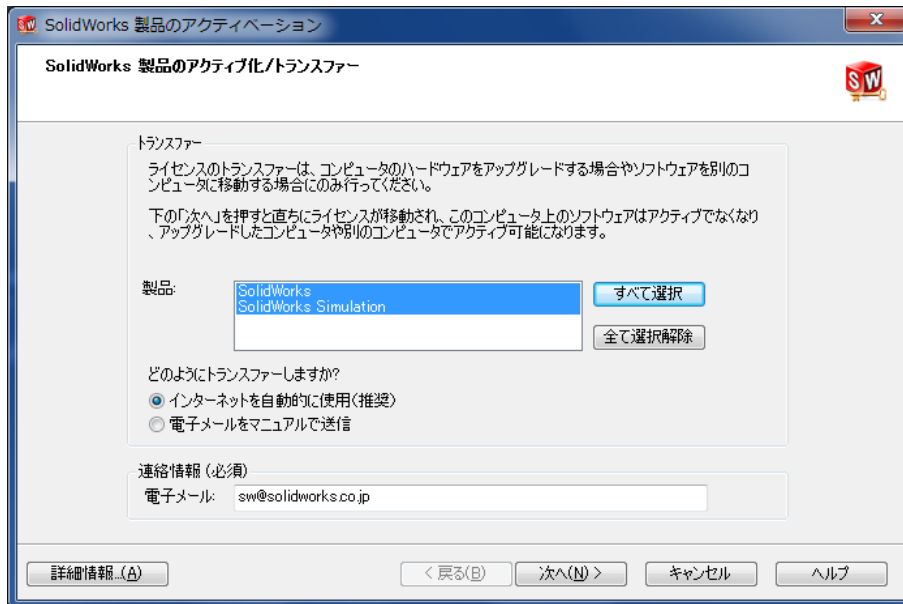 SolidWorks 製品のアクティベーション
SolidWorks 製品のアクティブ化/トランスファー
SW
トランスファー
ライセンスのトランスファーは、コンピュータのハードウェアをアップグレードする場合やソフトウェアを別のコ
ンピュータに移動する場合にのみ行ってください。
下の「次へ」を押すと直ちにライセンスが移動され、このコンピュータ上のソフトウェアはアクティブでなくなり
、アップグレードしたコンピュータや別のコンピュータでアクティブ可能になります。
製品:
SolidWorks
SolidWorks Simulation
すべて選択
全て選択解除
どのようにトランスファーしますか?
インターネットを自動的に使用(推奨)
電子メールをマニュアルで送信
連絡情報 (必須)
電子メール: sw@solidworks.co.jp
詳細情報...(A)
< 戻る(B)
次へ(N) >
キャンセル
ヘルプ